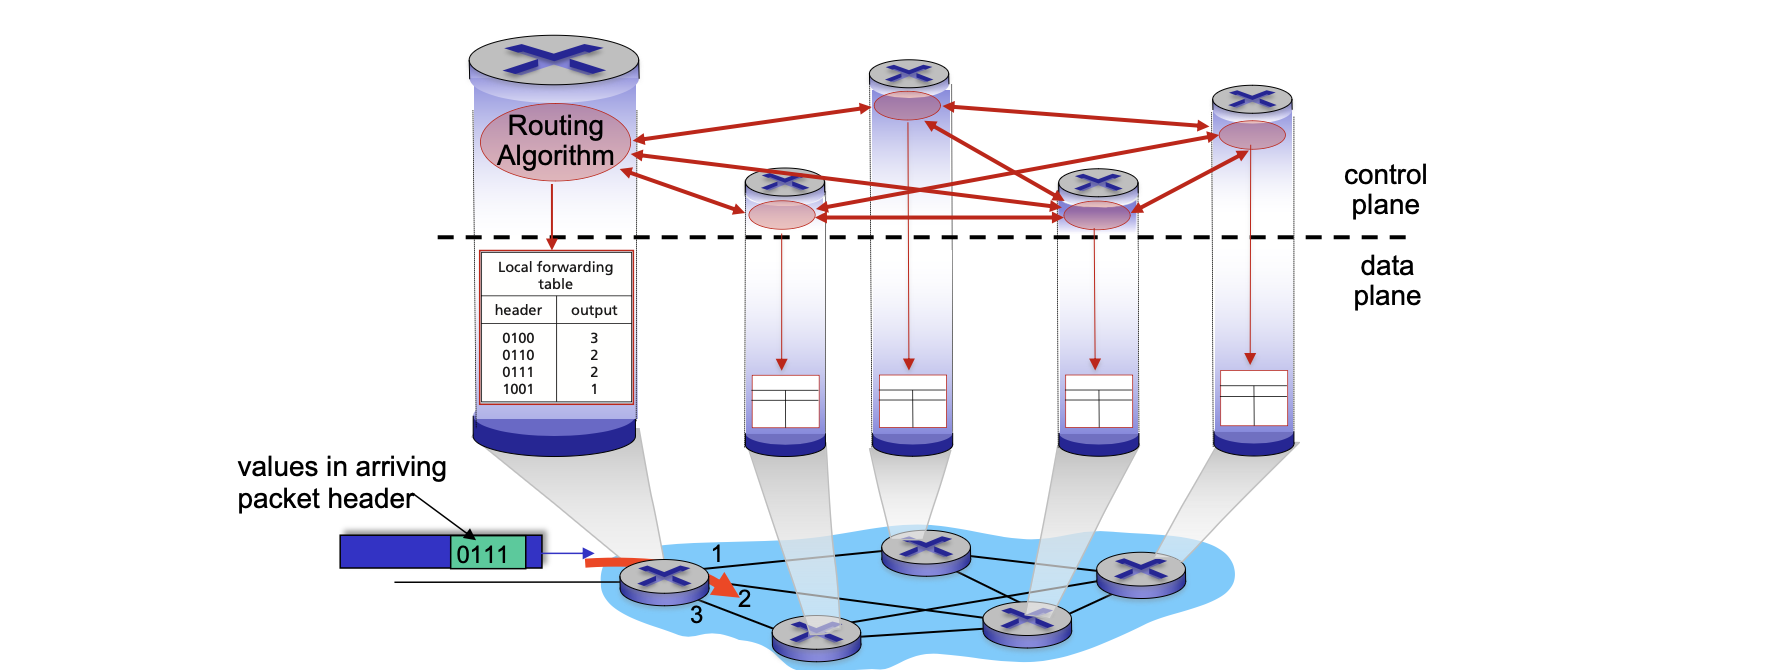 Routing
Algorithm
control
plane
data
plane
Local forwarding
table
header output
0100 3
0110 2
0111 2
1001 1
values in arriving
packet header
0111
1
2
3